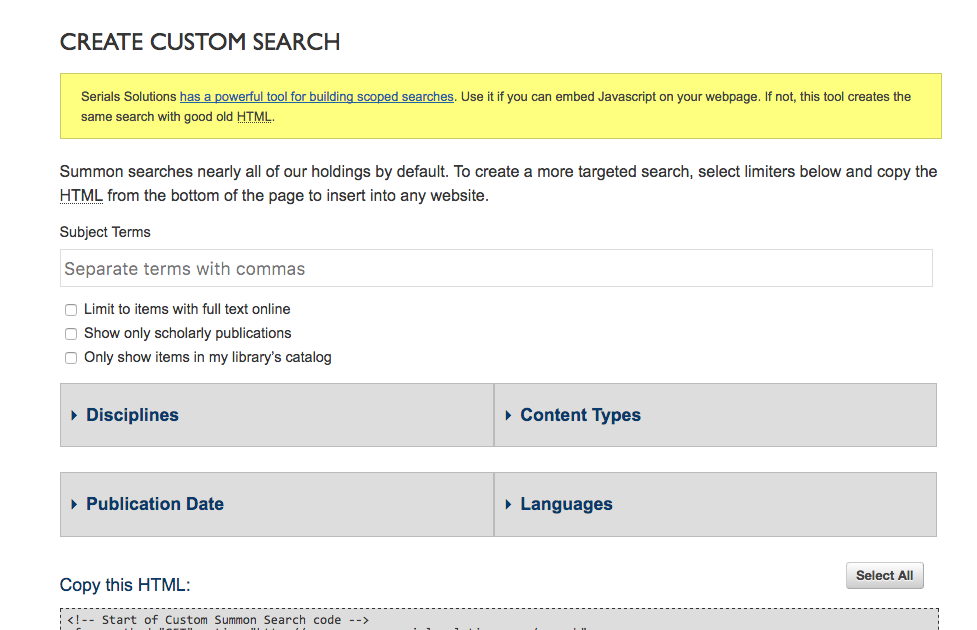 CREATE CUSTOM SEARCH
Serials Solutions has a powerful tool for building scoped searches. Use it if you can embed Javascript on your webpage. If not, this tool creates the
same search with good old HTML.
Summon searches nearly all of our holdings by default. To create a more targeted search, select limiters below and copy the
HTML from the bottom of the page to insert into any website.
Subject Terms
Separate terms with commas
Limit to items with full text online
Show only scholarly publications
Only show items in my library's catalog
Disciplines
Content Types
Publication Date
Languages
Select All
Copy this HTML:
<!-- Start of Custom Summon Search code -->